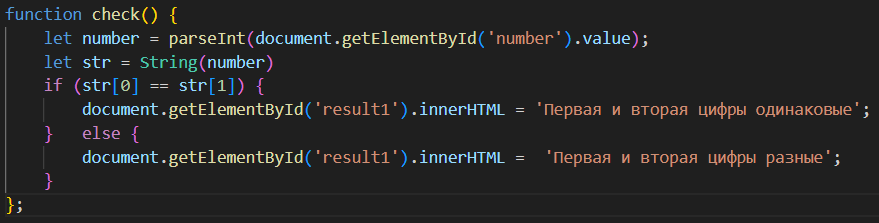 function check() {
    let number = parseInt(document.getElementById('number').value);
    let str = String(number)
    if (str[0] == str[1]) {
        document.getElementById('result1').innerHTML = 'Первая и вторая цифры одинаковые';
    }   else {
        document.getElementById('result1').innerHTML =  'Первая и вторая цифры разные';
    }
};